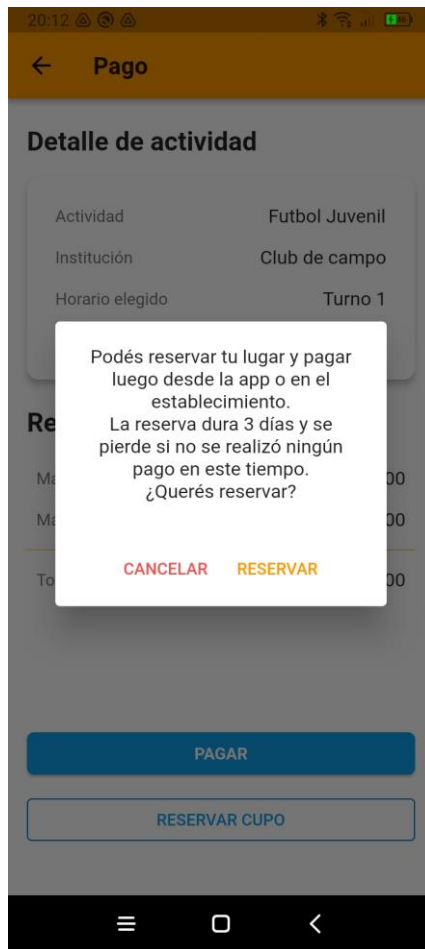 20:12
Pago
Detalle de actividad
Actividad Futbol Juvenil
Institución Club de campo
Horario elegido Turno 1
Podés reservar tu lugar y pagar
luego desde la app o en el
establecimiento.
La reserva dura 3 días y se
pierde si no se realizó ningún
pago en este tiempo.
¿Querés reservar?
CANCELAR RESERVAR
PAGAR
RESERVAR CUPO